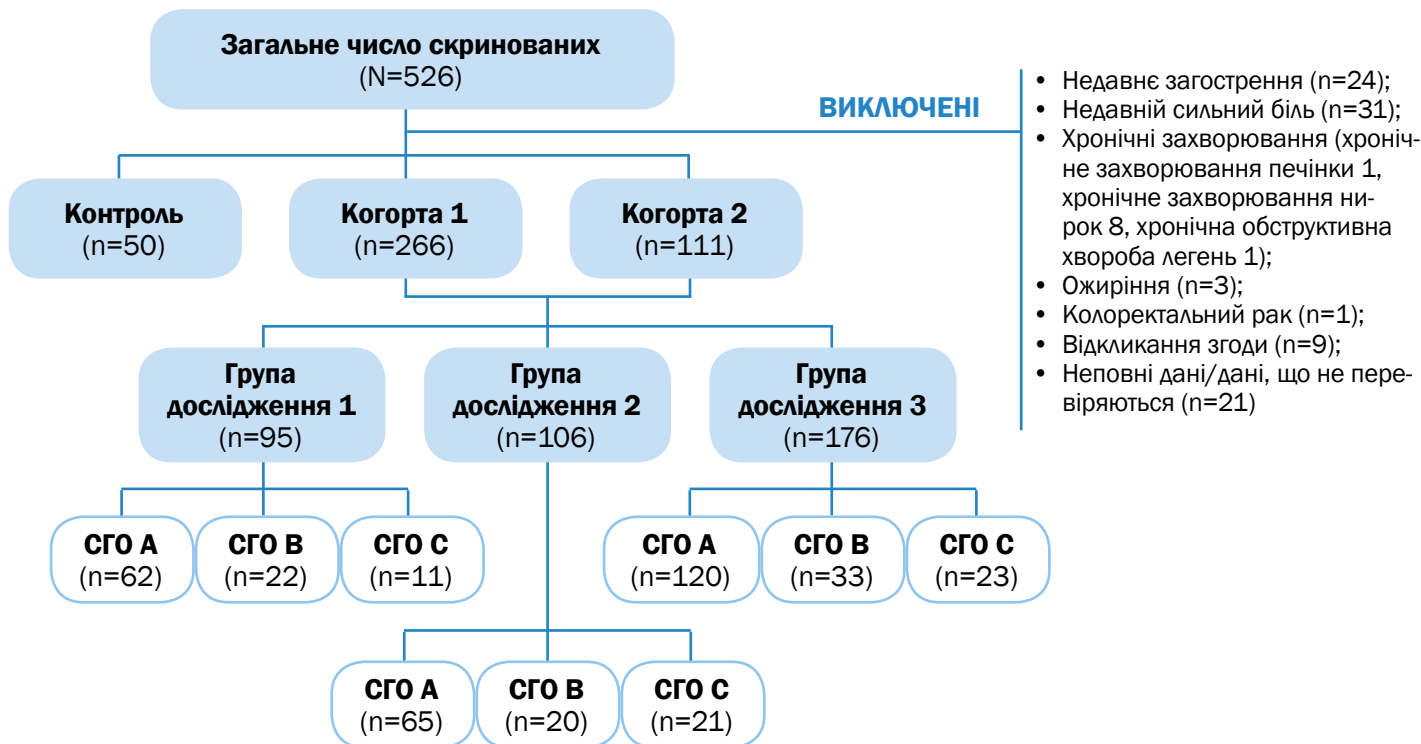 Загальне число скринованих
(N=526)
ВИКЛЮЧЕНІ
• Недавнє загострення (n=24);
• Недавній сильний біль (n=31);
• Хронічні захворювання (хроніч-
не захворювання печінки 1,
хронічне захворювання ни-
рок 8, хронічна обструктивна
хвороба легень 1);
• Ожиріння (n=3);
• Колоректальний рак (n=1);
• Відкликання згоди (n=9);
• Неповні дані/дані, що не пере-
віряються (n=21)
Контроль
(n=50)
Когорта 1
(n=266)
Когорта 2
(n=111)
Група
дослідження 1
(n=95)
Група
дослідження 2
(n=106)
Група
дослідження 3
(n=176)
СГО А
(n=62)
СГО В
(n=22)
СГО С
(n=11)
СГО А
(n=120)
СГО В
(n=33)
СГО С
(n=23)
СГО А
(n=65)
СГО В
(n=20)
СГО С
(n=21)